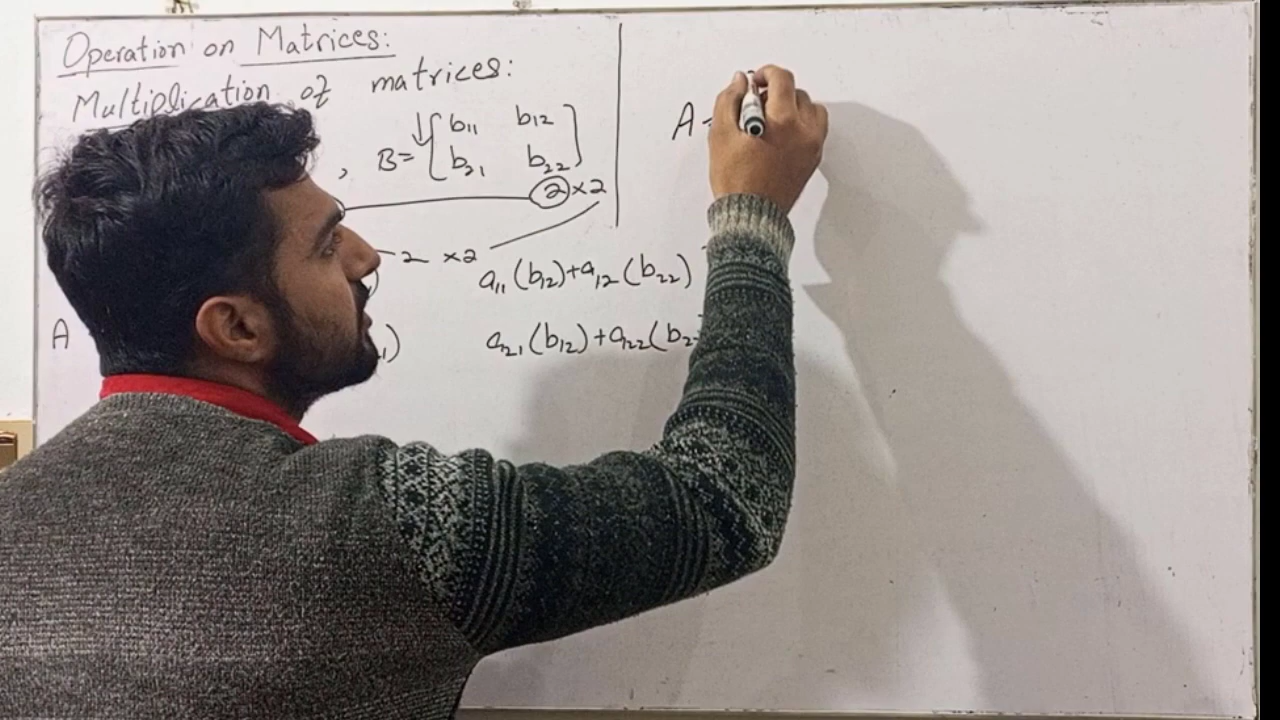 Operation on Matrices:
Multiplication of matrices:
, B = [ b₁₁ b₁₂
b₂₁ b₂₂ ]
2 × 2
2 × 2
a₁₁(b₁₂)+a₁₂(b₂₂)
A
a₂₁(b₁₂)+a₂₂(b₂
A =